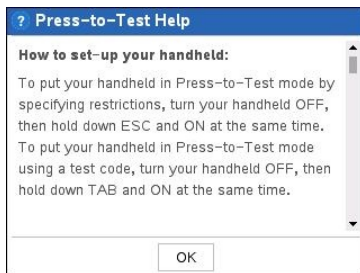 Press-to-Test Help
How to set-up your handheld:
To put your handheld in Press-to-Test mode by
specifying restrictions, turn your handheld OFF,
then hold down ESC and ON at the same time.
To put your handheld in Press-to-Test mode
using a test code, turn your handheld OFF, then
hold down TAB and ON at the same time.
OK